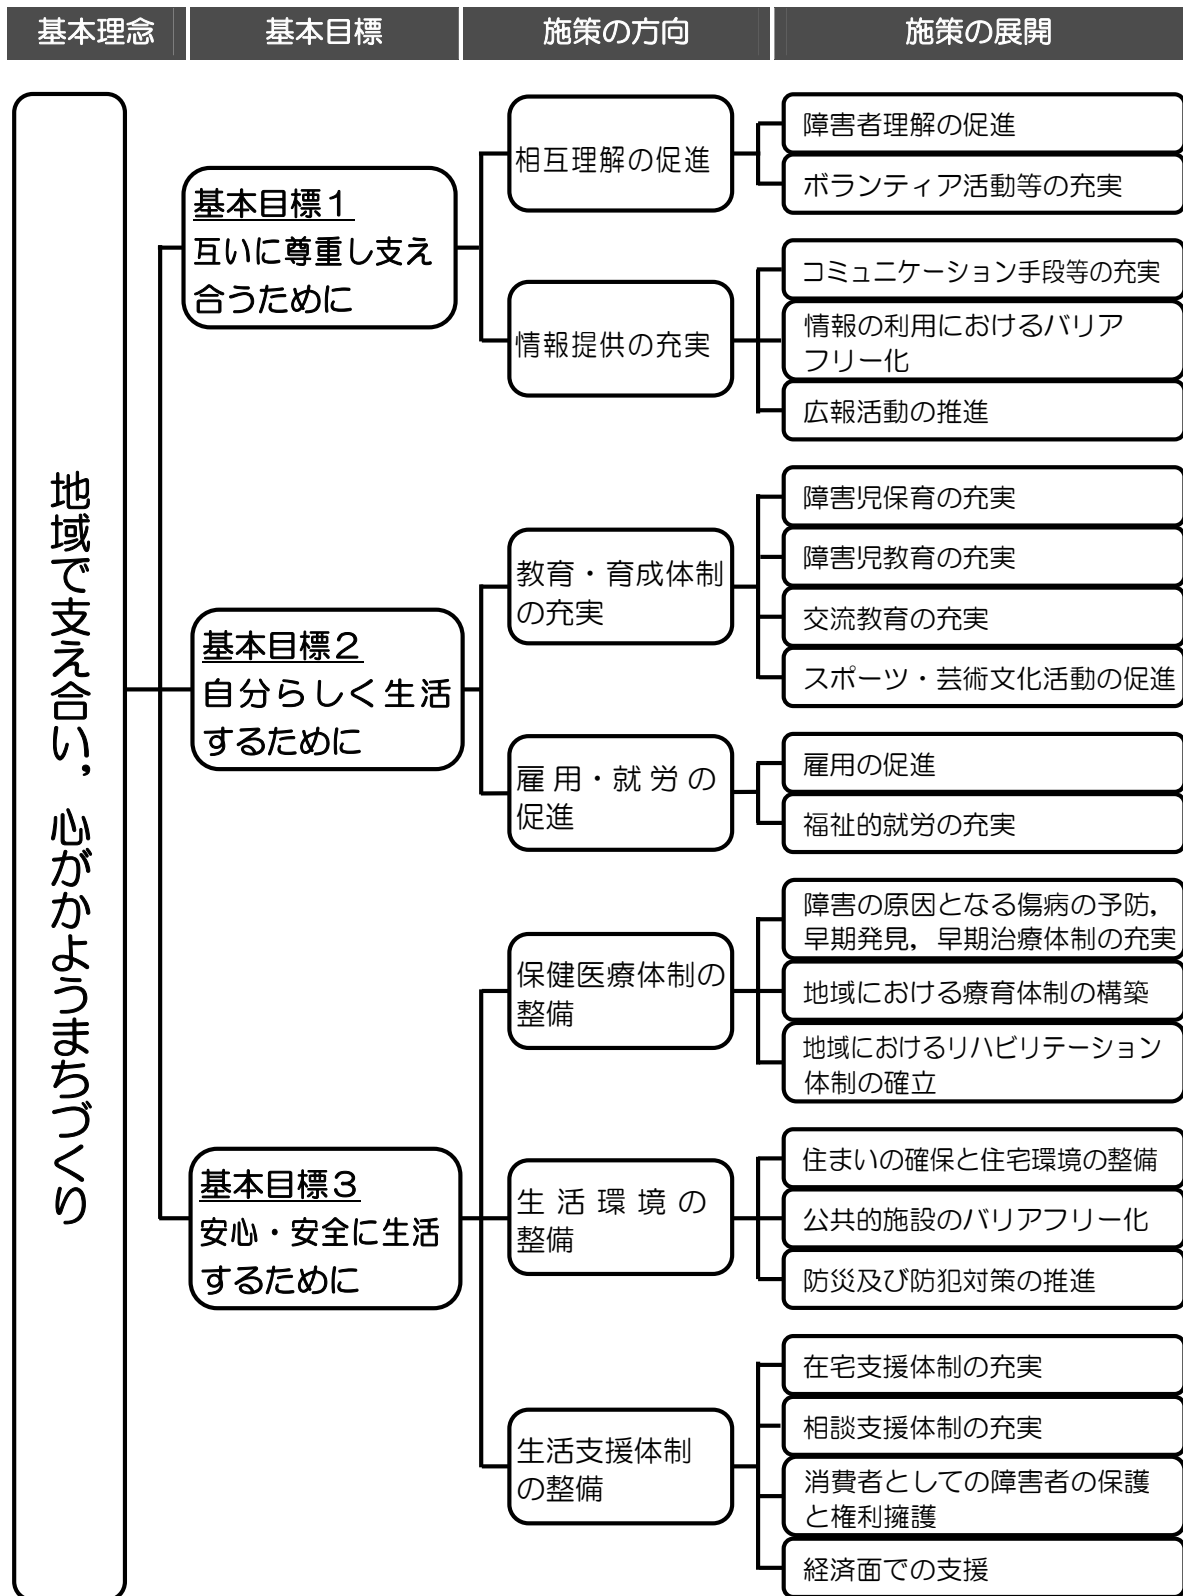 基本理念
基本目標
施策の方向
施策の展開
地域で支え合い，心がかようまちづくり
基本目標１
互いに尊重し支え
合うために
相互理解の促進
障害者理解の促進
ボランティア活動等の充実
情報提供の充実
コミュニケーション手段等の充実
情報の利用におけるバリア
フリー化
広報活動の推進
基本目標２
自分らしく生活
するために
教育・育成体制
の充実
障害児保育の充実
障害児教育の充実
交流教育の充実
スポーツ・芸術文化活動の促進
雇用・就労の
促進
雇用の促進
福祉的就労の充実
基本目標３
安心・安全に生活
するために
保健医療体制の
整備
障害の原因となる傷病の予防，
早期発見，早期治療体制の充実
地域における療育体制の構築
地域におけるリハビリテーション
体制の確立
生活環境の
整備
住まいの確保と住宅環境の整備
公共的施設のバリアフリー化
防災及び防犯対策の推進
生活支援体制
の整備
在宅支援体制の充実
相談支援体制の充実
消費者としての障害者の保護
と権利擁護
経済面での支援